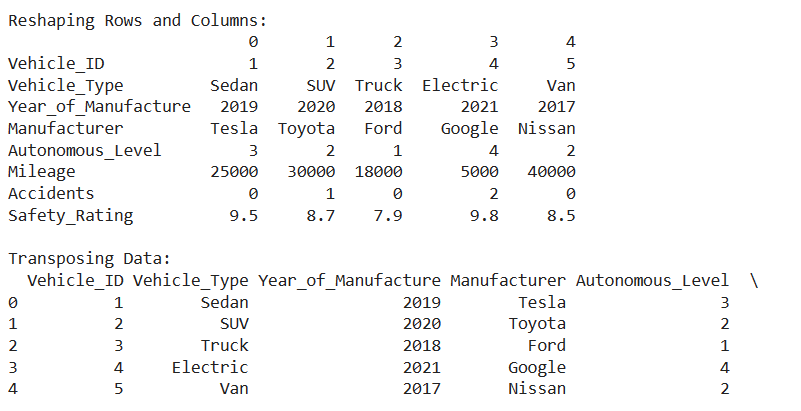 Reshaping Rows and Columns:
                         0       1      2         3       4
Vehicle_ID               1       2      3         4       5
Vehicle_Type         Sedan     SUV  Truck  Electric     Van
Year_of_Manufacture   2019    2020   2018      2021    2017
Manufacturer         Tesla  Toyota   Ford    Google  Nissan
Autonomous_Level         3       2      1         4       2
Mileage              25000   30000  18000      5000   40000
Accidents                0       1      0         2       0
Safety_Rating          9.5     8.7    7.9       9.8     8.5

Transposing Data:
  Vehicle_ID Vehicle_Type Year_of_Manufacture Manufacturer Autonomous_Level  \
0          1        Sedan                2019        Tesla                3
1          2          SUV                2020       Toyota                2
2          3        Truck                2018         Ford                1
3          4     Electric                2021       Google                4
4          5          Van                2017       Nissan                2